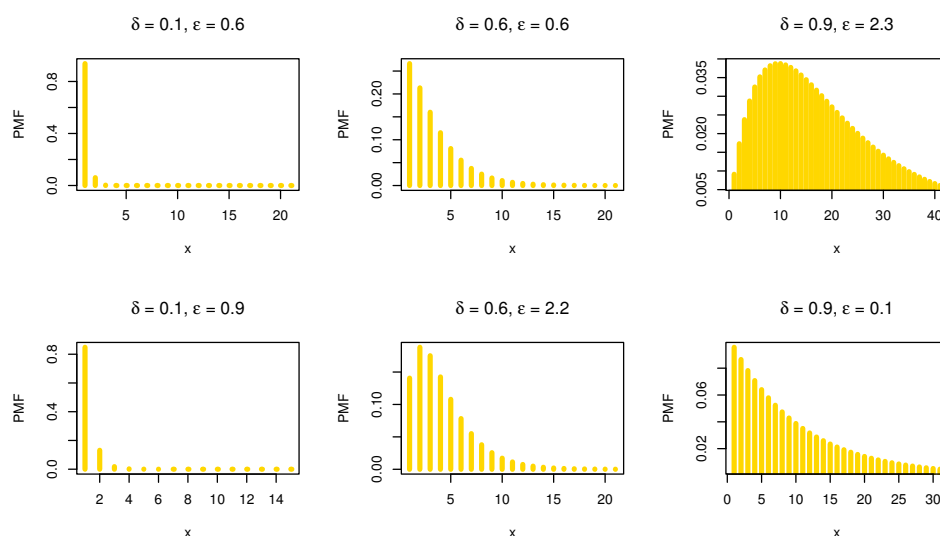 δ = 0.1, ε = 0.6
PMF
0.0 0.4 0.8
5 10 15 20
x
δ = 0.6, ε = 0.6
PMF
0.00 0.10 0.20
5 10 15 20
x
δ = 0.9, ε = 2.3
PMF
0.005 0.020 0.035
0 10 20 30 40
x
δ = 0.1, ε = 0.9
PMF
0.0 0.4 0.8
2 4 6 8 10 12 14
x
δ = 0.6, ε = 2.2
PMF
0.00 0.10
5 10 15 20
x
δ = 0.9, ε = 0.1
PMF
0.02 0.06
0 5 10 15 20 25 30
x